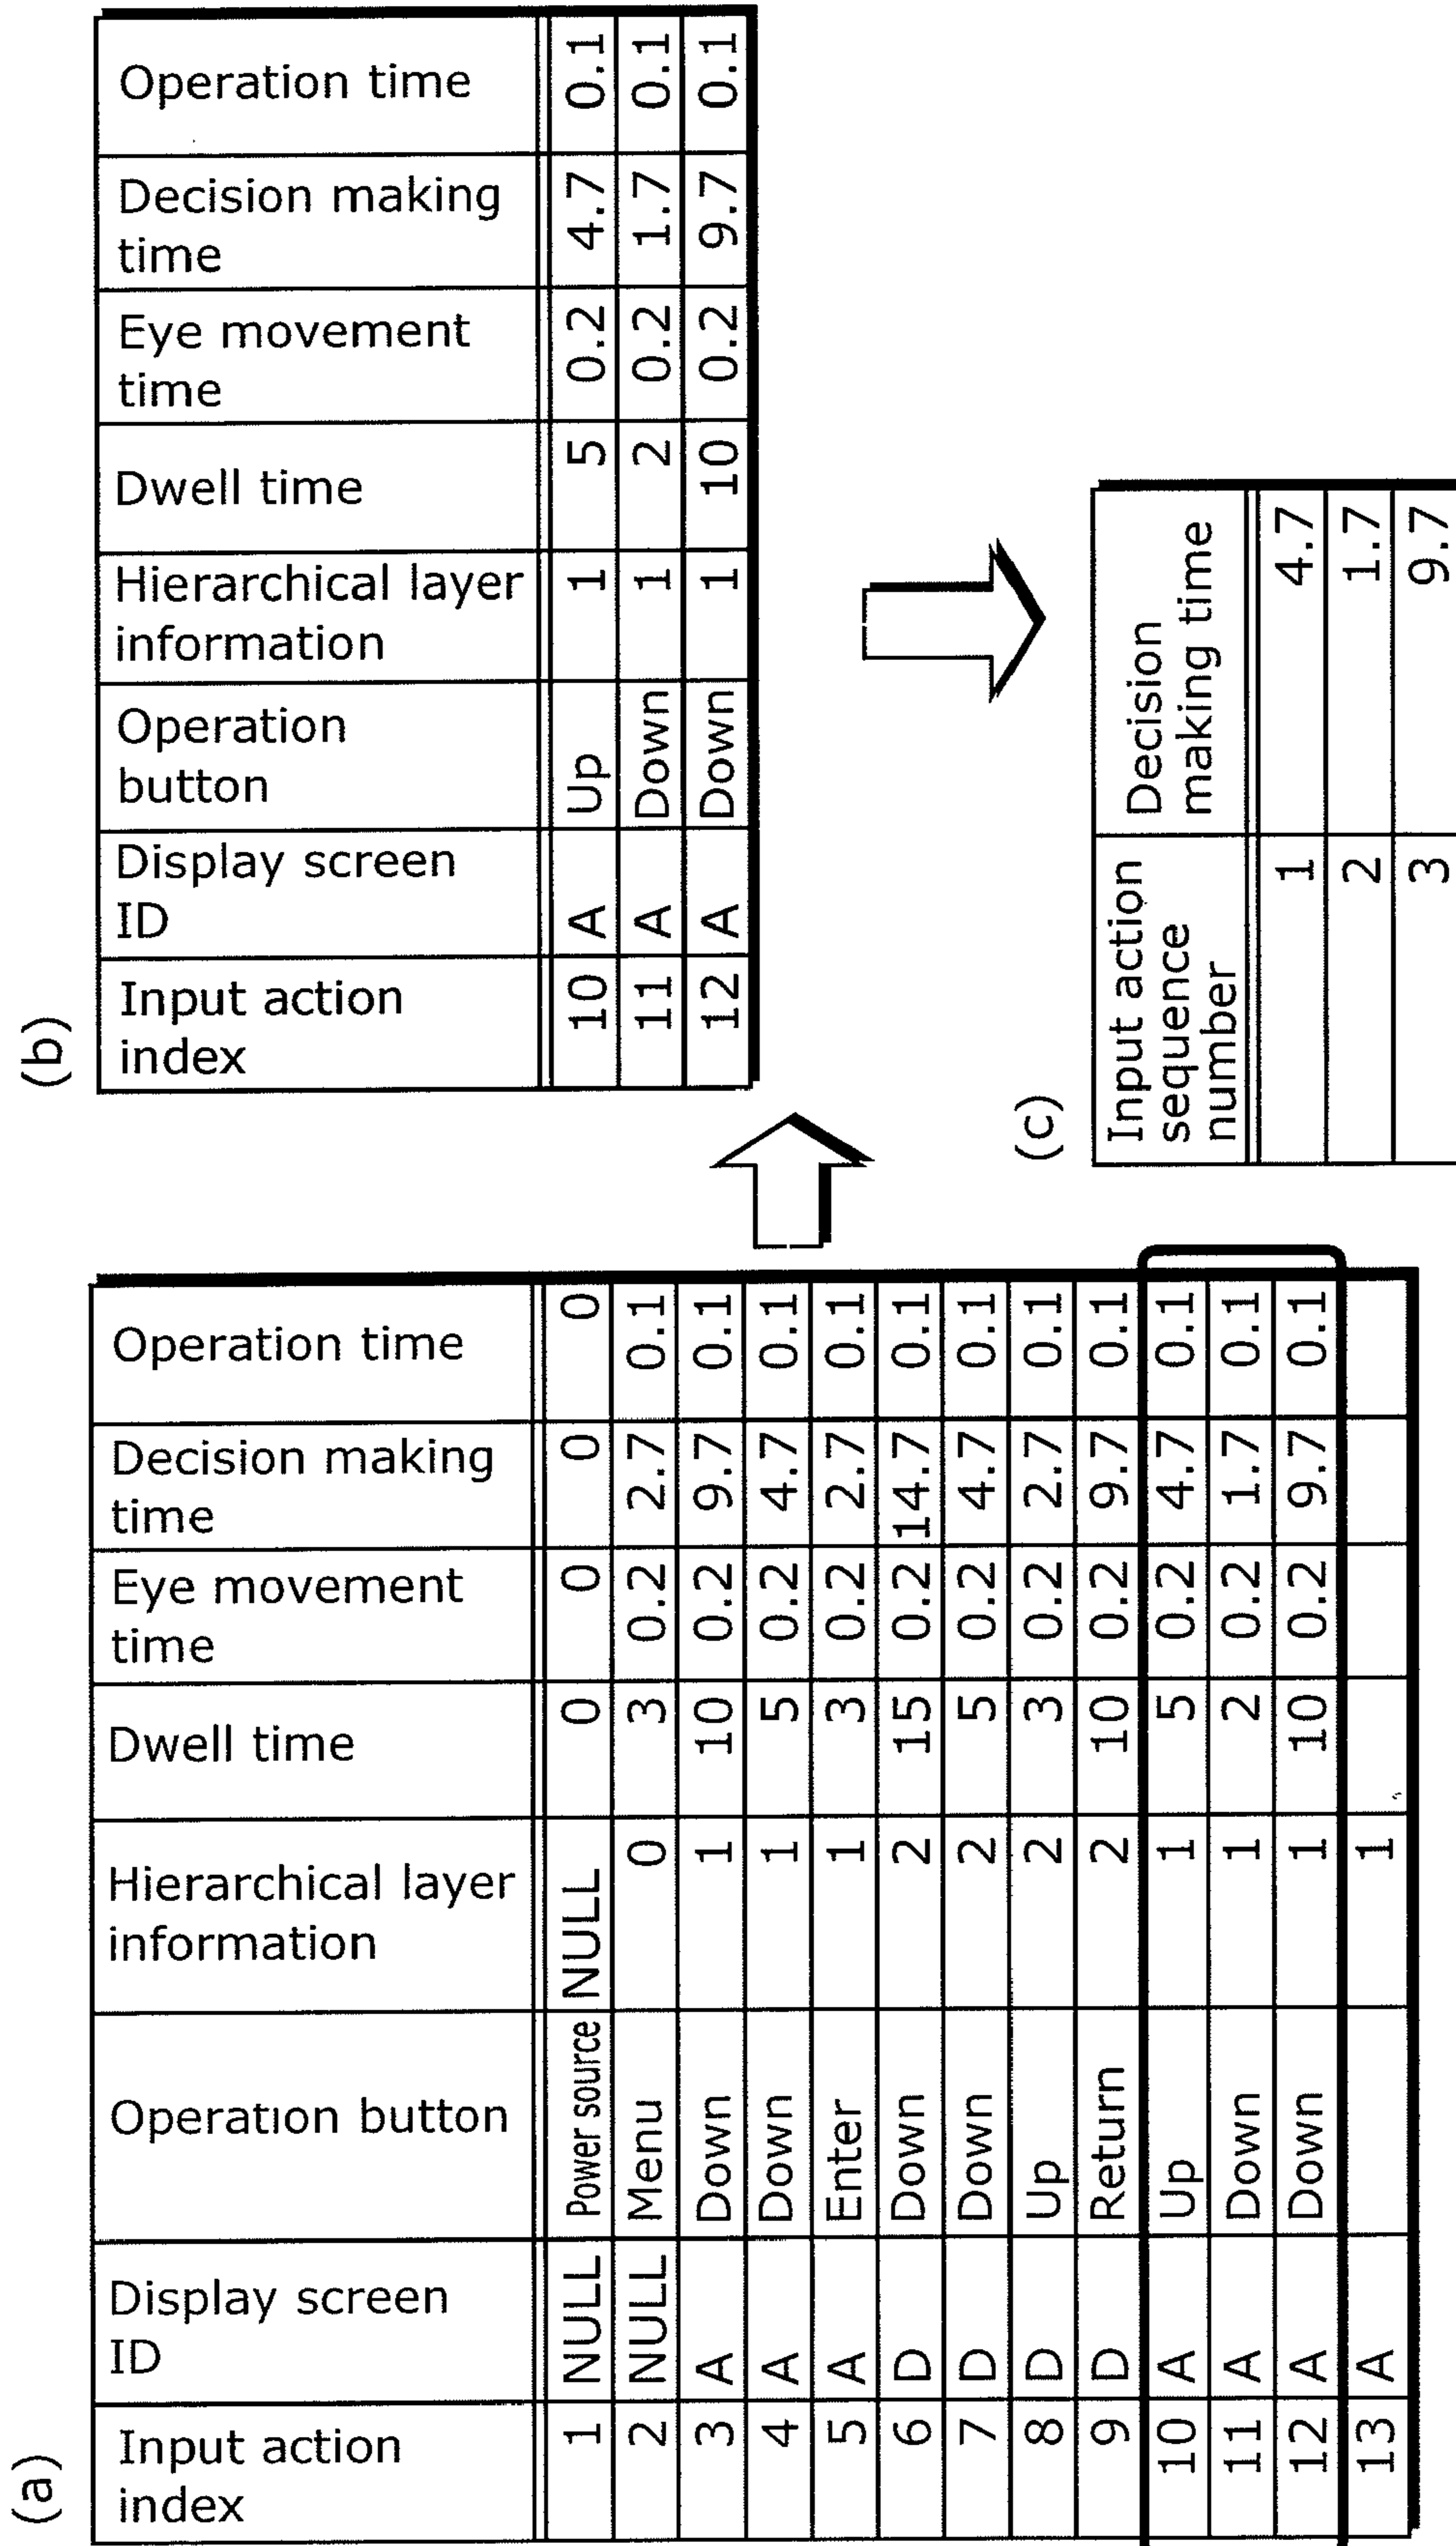 (a)
Input action index | Display screen ID | Operation button | Hierarchical layer information | Dwell time | Eye movement time | Decision making time | Operation time
1 | NULL | Power source | NULL | 0 | 0 | 0 | 0
2 | NULL | Menu | 0 | 3 | 0.2 | 2.7 | 0.1
3 | A | Down | 1 | 10 | 0.2 | 9.7 | 0.1
4 | A | Down | 1 | 5 | 0.2 | 4.7 | 0.1
5 | A | Enter | 1 | 3 | 0.2 | 2.7 | 0.1
6 | D | Down | 2 | 15 | 0.2 | 14.7 | 0.1
7 | D | Down | 2 | 5 | 0.2 | 4.7 | 0.1
8 | D | Up | 2 | 3 | 0.2 | 2.7 | 0.1
9 | D | Return | 2 | 10 | 0.2 | 9.7 | 0.1
10 | A | Up | 1 | 5 | 0.2 | 4.7 | 0.1
11 | A | Down | 1 | 2 | 0.2 | 1.7 | 0.1
12 | A | Down | 1 | 10 | 0.2 | 9.7 | 0.1
13 | A | | 1
(b)
Input action index | Display screen ID | Operation button | Hierarchical layer information | Dwell time | Eye movement time | Decision making time | Operation time
10 | A | Up | 1 | 5 | 0.2 | 4.7 | 0.1
11 | A | Down | 1 | 2 | 0.2 | 1.7 | 0.1
12 | A | Down | 1 | 10 | 0.2 | 9.7 | 0.1
(c)
Input action sequence number | Decision making time
1 | 4.7
2 | 1.7
3 | 9.7